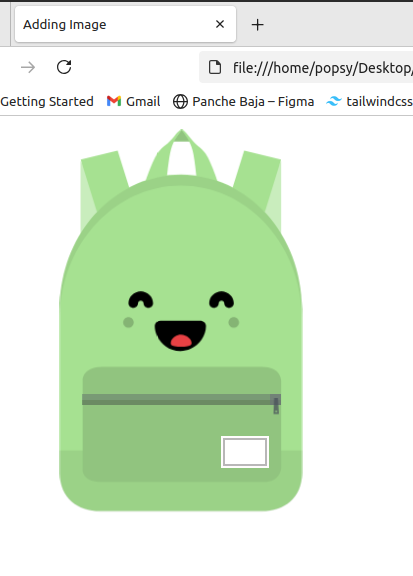 Adding Image
file:///home/popsy/Desktop/
Getting Started Gmail Panche Baja – Figma tailwindcss